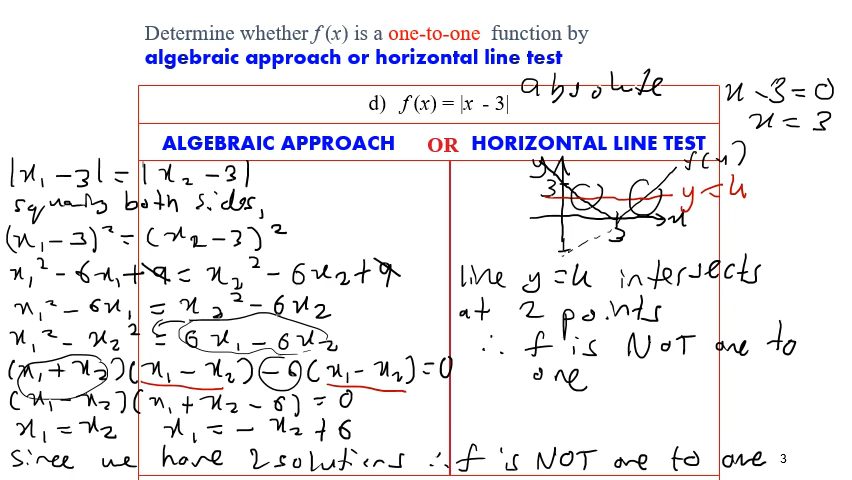 Determine whether f (x) is a one-to-one function by
algebraic approach or horizontal line test
d) f(x) = |x - 3|
absolute
x - 3 = 0
x = 3
ALGEBRAIC APPROACH OR HORIZONTAL LINE TEST
|x₁ - 3| = |x₂ - 3|
squaring both sides,
(x₁ - 3)² = (x₂ - 3)²
x₁² - 6x₁ + 9 = x₂² - 6x₂ + 9
x₁² - 6x₁ = x₂² - 6x₂
x₁² - x₂² = 6x₁ - 6x₂
(x₁ + x₂)(x₁ - x₂) - 6(x₁ - x₂) = 0
(x₁ - x₂)(x₁ + x₂ - 6) = 0
x₁ = x₂ x₁ = - x₂ + 6
y
f(x)
3
y = k
x
3
line y = k intersects
at 2 points
∴ f is NOT one to
one
Since we have 2 solutions ∴ f is NOT one to one
3